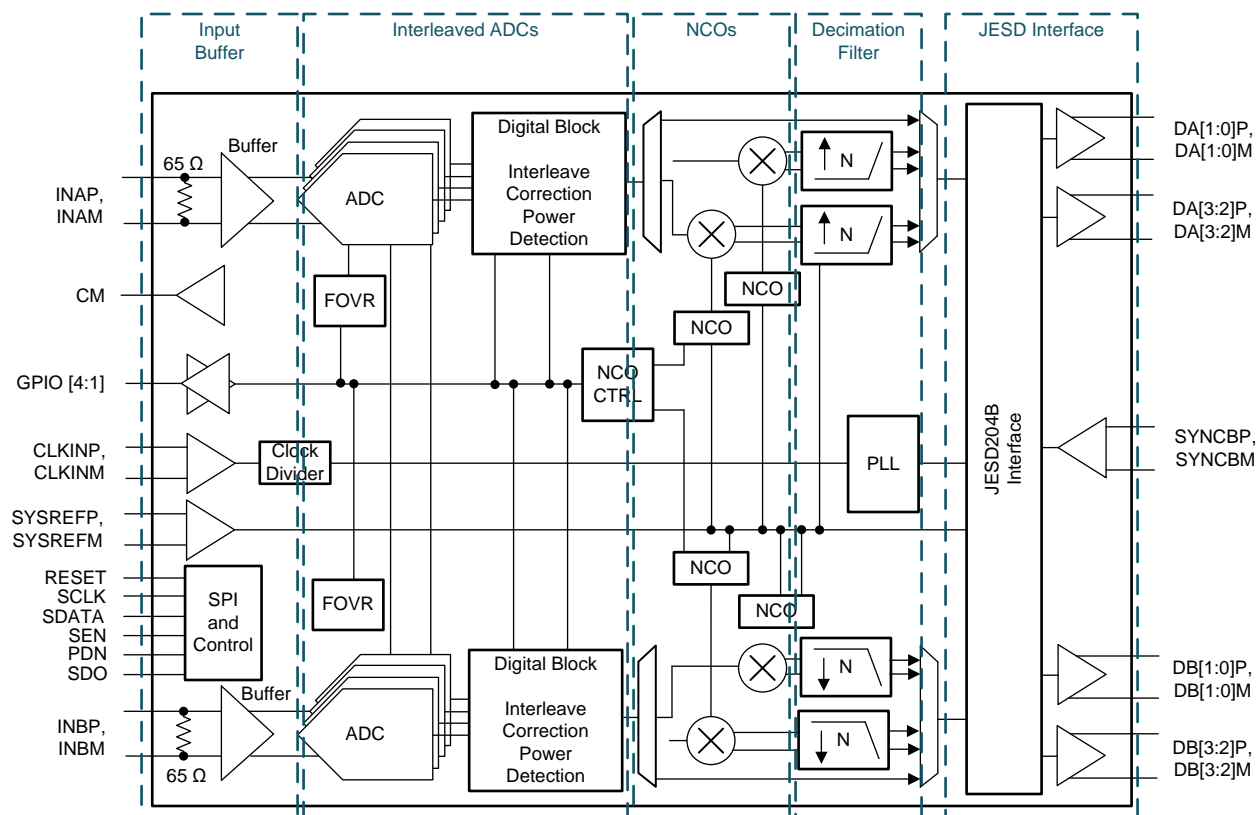 Input
Buffer
Interleaved ADCs
NCOs
Decimation
Filter
JESD Interface
INAP,
INAM
65 Ω
Buffer
ADC
Digital Block
Interleave
Correction
Power
Detection
N
N
DA[1:0]P,
DA[1:0]M
DA[3:2]P,
DA[3:2]M
CM
FOVR
NCO
NCO
GPIO [4:1]
NCO
CTRL
CLKINP,
CLKINM
Clock
Divider
PLL
JESD204B
Interface
SYNCBP,
SYNCBM
SYSREFP,
SYSREFM
RESET
SCLK
SDATA
SEN
PDN
SDO
SPI
and
Control
FOVR
NCO
NCO
INBP,
INBM
65 Ω
Buffer
ADC
Digital Block
Interleave
Correction
Power
Detection
N
N
DB[1:0]P,
DB[1:0]M
DB[3:2]P,
DB[3:2]M